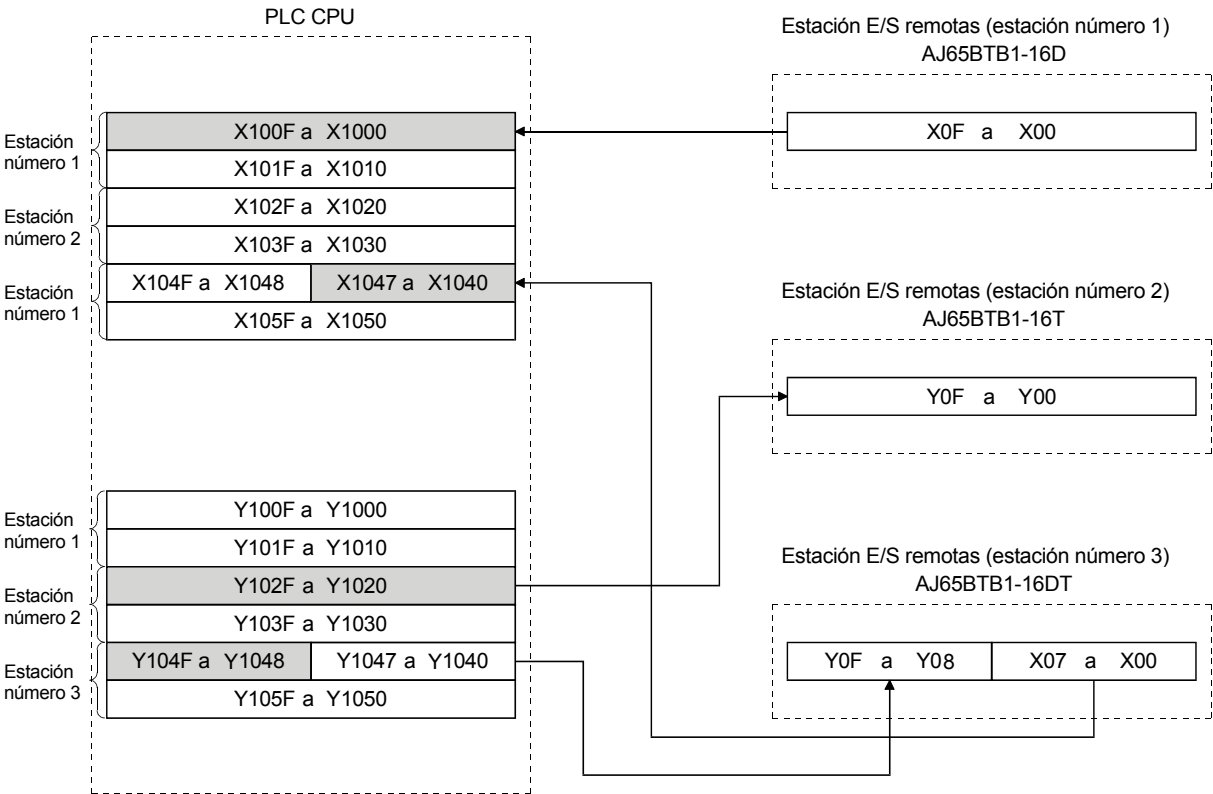 PLC CPU
Estación
número 1
X100F a X1000
X101F a X1010
Estación
número 2
X102F a X1020
X103F a X1030
Estación
número 1
X104F a X1048
X1047 a X1040
X105F a X1050
Estación
número 1
Y100F a Y1000
Y101F a Y1010
Estación
número 2
Y102F a Y1020
Y103F a Y1030
Estación
número 3
Y104F a Y1048
Y1047 a Y1040
Y105F a Y1050
Estación E/S remotas (estación número 1)
AJ65BTB1-16D
X0F a X00
Estación E/S remotas (estación número 2)
AJ65BTB1-16T
Y0F a Y00
Estación E/S remotas (estación número 3)
AJ65BTB1-16DT
Y0F a Y08
X07 a X00